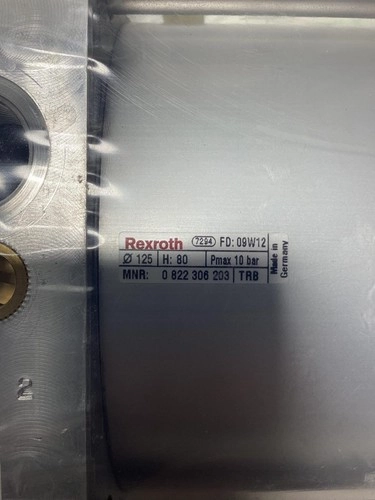 Rexroth 7294 FD: 09W12
Ø 125 H: 80 Pmax 10 bar
MNR: 0 822 306 203 TRB
Made in
Germany
2